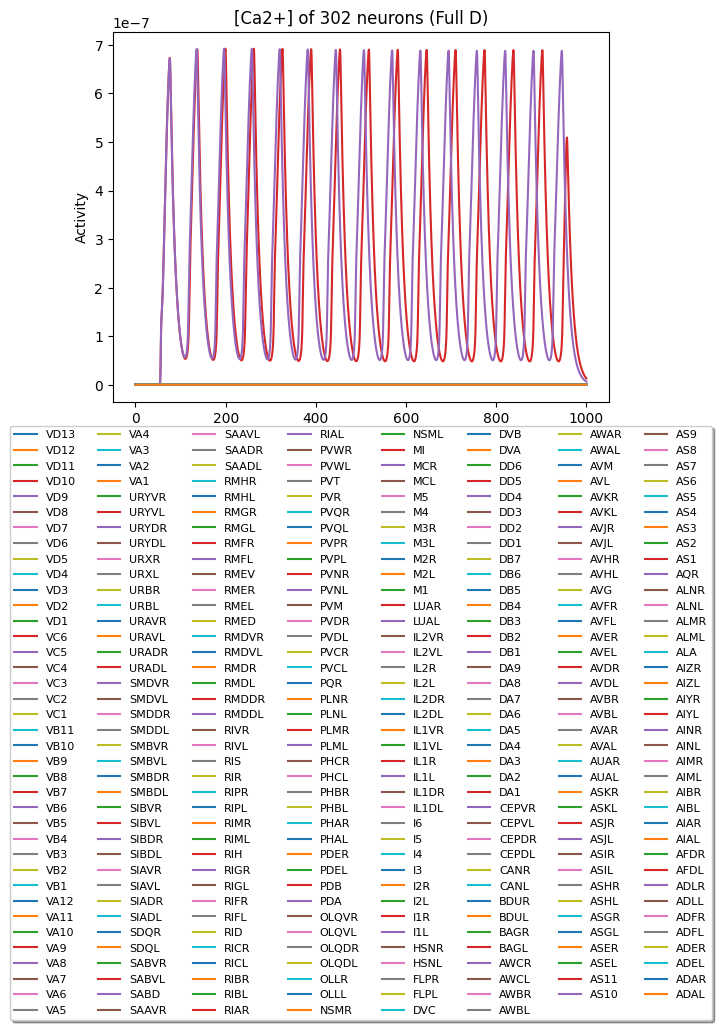 [Ca2+] of 302 neurons (Full D)
1e−7
7
6
5
4
3
2
1
0
Activity
0 200 400 600 800 1000
VD13 VA4 SAAVL RIAL NSML DVB AWAR AS9
VD12 VA3 SAADR PVWR MI DVA AWAL AS8
VD11 VA2 SAADL PVWL MCR DD6 AVM AS7
VD10 VA1 RMHR PVT MCL DD5 AVL AS6
VD9 URYVR RMHL PVR M5 DD4 AVKR AS5
VD8 URYVL RMGR PVQR M4 DD3 AVKL AS4
VD7 URYDR RMGL PVQL M3R DD2 AVJR AS3
VD6 URYDL RMFR PVPR M3L DD1 AVJL AS2
VD5 URXR RMFL PVPL M2R DB7 AVHR AS1
VD4 URXL RMEV PVNR M2L DB6 AVHL AQR
VD3 URBR RMER PVNL M1 DB5 AVG ALNR
VD2 URBL RMEL PVM LUAR DB4 AVFR ALNL
VD1 URAVR RMED PVDR LUAL DB3 AVFL ALMR
VC6 URAVL RMDVR PVDL IL2VR DB2 AVER ALML
VC5 URADR RMDVL PVCR IL2VL DB1 AVEL ALA
VC4 URADL RMDR PVCL IL2R DA9 AVDR AIZR
VC3 SMDVR RMDL PQR IL2L DA8 AVDL AIZL
VC2 SMDVL RMDDR PLNR IL2DR DA7 AVBR AIYR
VC1 SMDDR RMDDL PLNL IL2DL DA6 AVBL AIYL
VB11 SMDDL RIVR PLMR IL1VR DA5 AVAR AINR
VB10 SMBVR RIVL PLML IL1VL DA4 AVAL AINL
VB9 SMBVL RIS PHCR IL1R DA3 AUAR AIMR
VB8 SMBDR RIR PHCL IL1L DA2 AUAL AIML
VB7 SMBDL RIPR PHBR IL1DR DA1 ASKR AIBR
VB6 SIBVR RIPL PHBL IL1DL CEPVR ASKL AIBL
VB5 SIBVL RIMR PHAR I6 CEPVL ASJR AIAR
VB4 SIBDR RIML PHAL I5 CEPDR ASJL AIAL
VB3 SIBDL RIH PDER I4 CEPDL ASIR AFDR
VB2 SIAVR RIGR PDEL I3 CANR ASIL AFDL
VB1 SIAVL RIGL PDB I2R CANL ASHR ADLR
VA12 SIADR RIFR PDA I2L BDUR ASHL ADLL
VA11 SIADL RIFL OLQVR I1R BDUL ASGR ADFR
VA10 SDQR RID OLQVL I1L BAGR ASGL ADFL
VA9 SDQL RICR OLQDR HSNR BAGL ASER ADER
VA8 SABVR RICL OLQDL HSNL AWCR ASEL ADEL
VA7 SABVL RIBR OLLR FLPR AWCL AS11 ADAR
VA6 SABD RIBL OLLL FLPL AWBR AS10 ADAL
VA5 SAAVR RIAR NSMR DVC AWBL